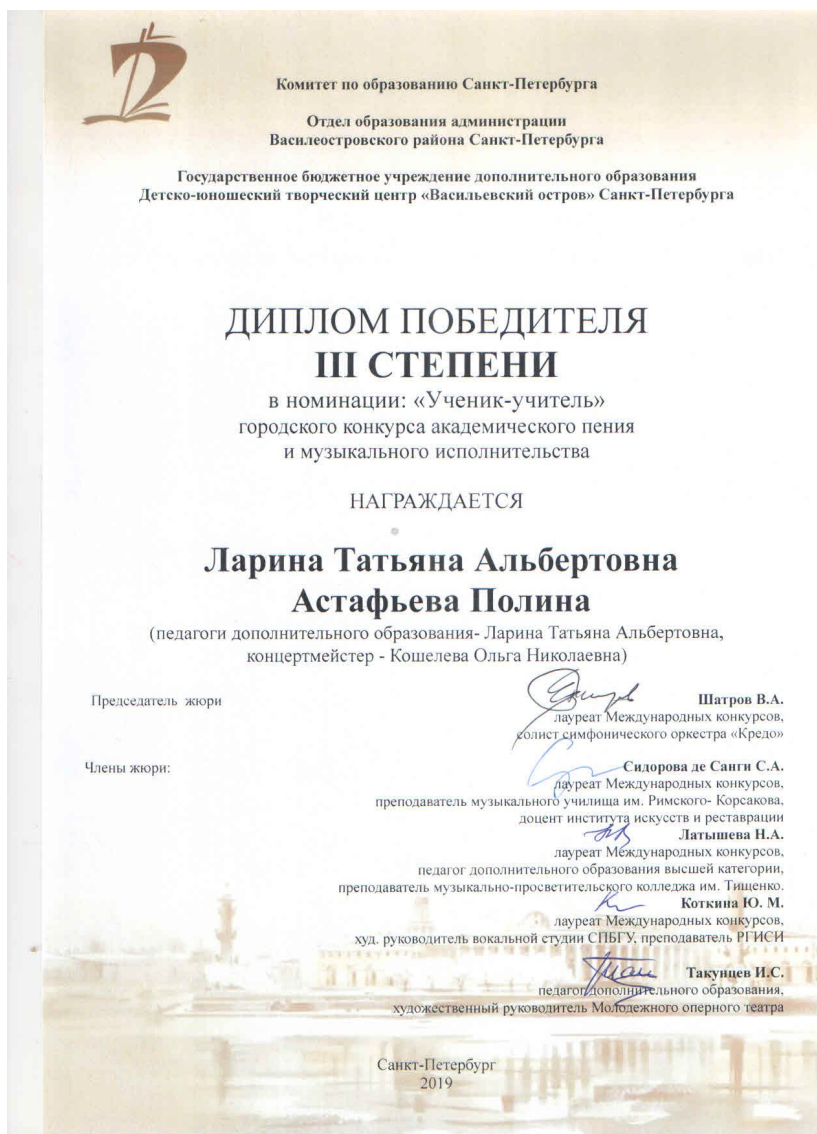 Комитет по образованию Санкт-Петербурга
Отдел образования администрации
Василеостровского района Санкт-Петербурга
Государственное бюджетное учреждение дополнительного образования
Детско-юношеский творческий центр «Васильевский остров» Санкт-Петербурга
ДИПЛОМ ПОБЕДИТЕЛЯ
III СТЕПЕНИ
в номинации: «Ученик-учитель»
городского конкурса академического пения
и музыкального исполнительства
НАГРАЖДАЕТСЯ
Ларина Татьяна Альбертовна
Астафьева Полина
(педагоги дополнительного образования- Ларина Татьяна Альбертовна,
концертмейстер - Кошелева Ольга Николаевна)
Председатель жюри
Шатров В.А.
лауреат Международных конкурсов,
солист симфонического оркестра «Кредо»
Члены жюри:
Сидорова де Санги С.А.
лауреат Международных конкурсов,
преподаватель музыкального училища им. Римского- Корсакова,
доцент института искусств и реставрации
Латышева Н.А.
лауреат Международных конкурсов,
педагог дополнительного образования высшей категории,
преподаватель музыкально-просветительского колледжа им. Тищенко.
Коткина Ю. М.
лауреат Международных конкурсов,
худ. руководитель вокальной студии СПБГУ, преподаватель РГИСИ
Такунцев И.С.
педагог дополнительного образования,
художественный руководитель Молодежного оперного театра
Санкт-Петербург
2019